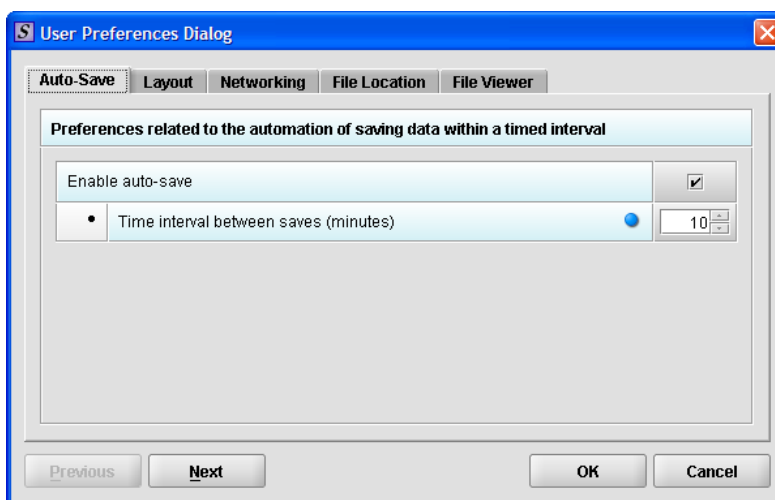 S User Preferences Dialog
Auto-Save Layout Networking File Location File Viewer
Preferences related to the automation of saving data within a timed interval
Enable auto-save
• Time interval between saves (minutes) 10
Previous Next OK Cancel